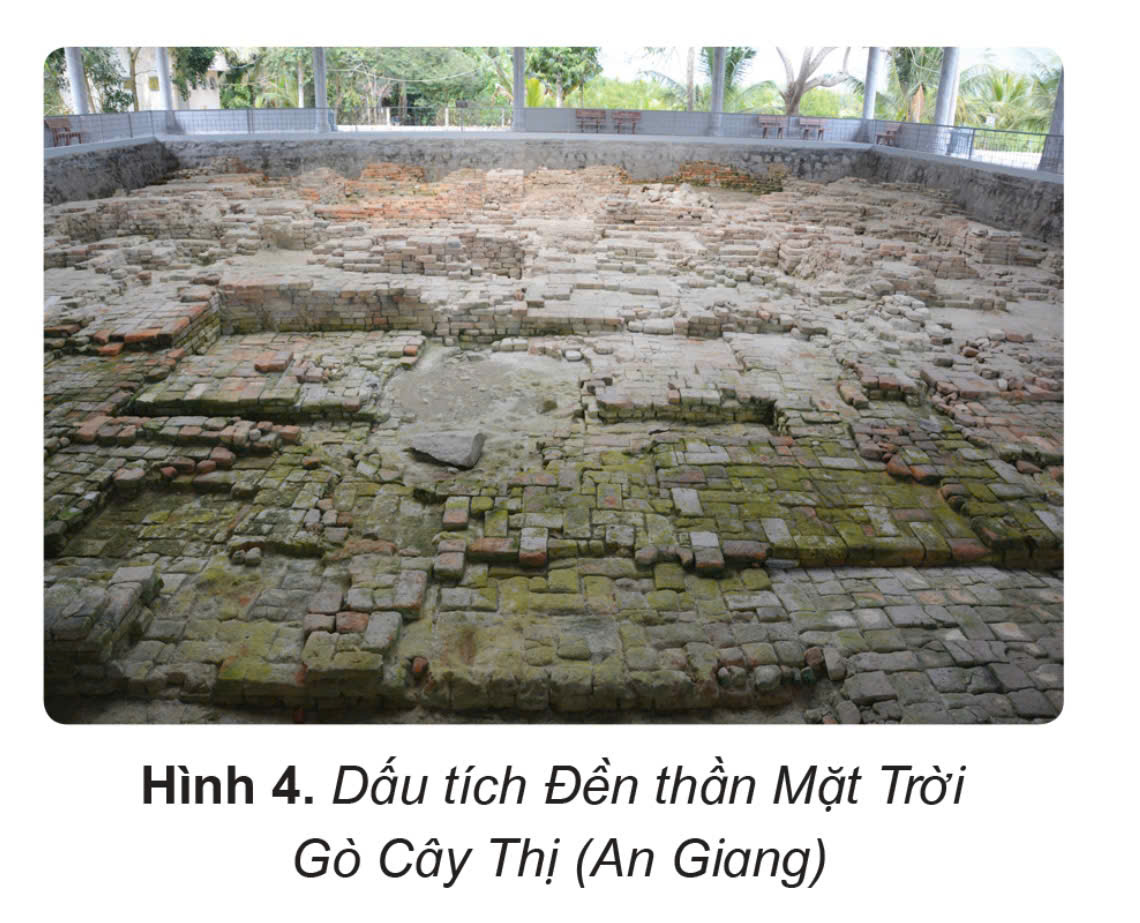 Hình 4. Dấu tích Đền thần Mặt Trời
Gò Cây Thị (An Giang)